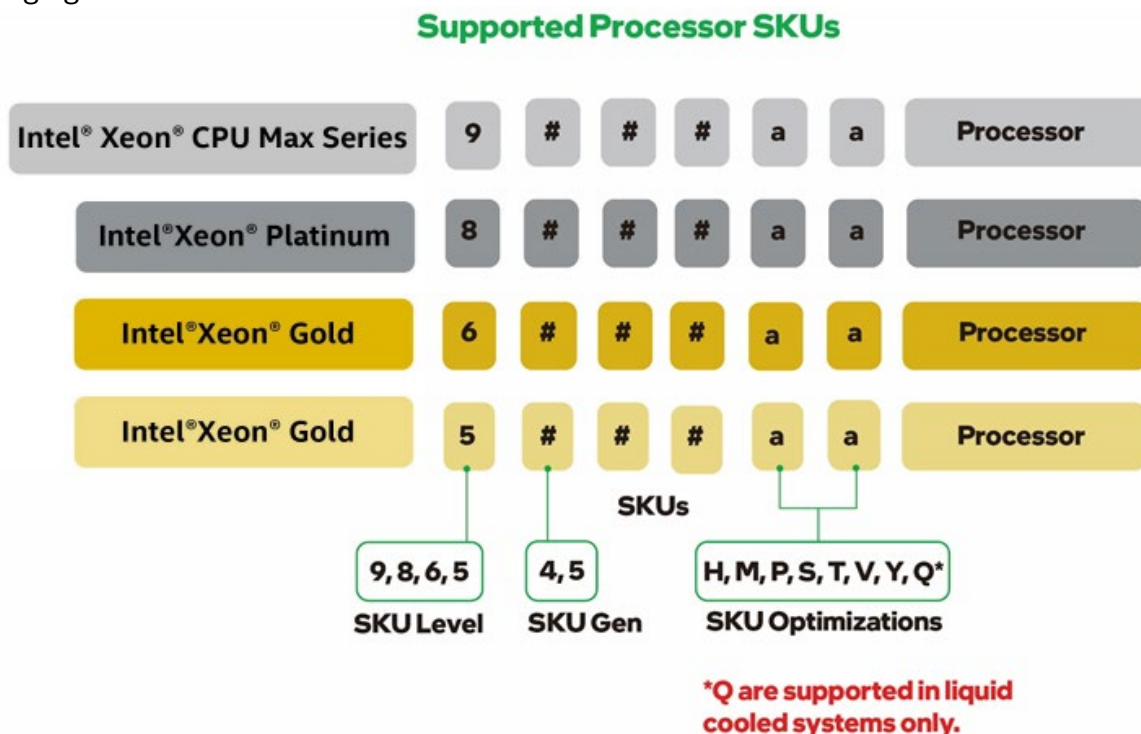 Supported Processor SKUs
Intel® Xeon® CPU Max Series 9 # # # a a Processor
Intel®Xeon® Platinum 8 # # # a a Processor
Intel®Xeon® Gold 6 # # # a a Processor
Intel®Xeon® Gold 5 # # # a a Processor
SKUs
9, 8, 6, 5 4, 5 H, M, P, S, T, V, Y, Q*
SKU Level SKU Gen SKU Optimizations
*Q are supported in liquid
cooled systems only.